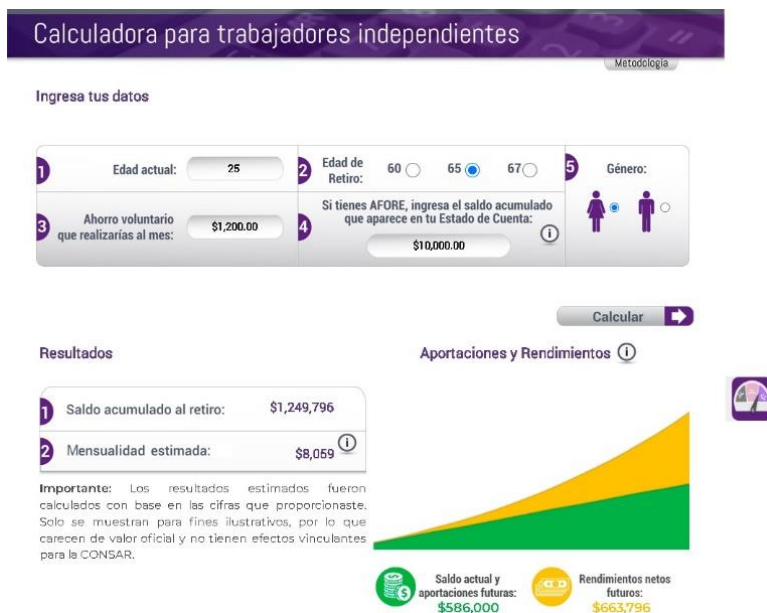 Calculadora para trabajadores independientes
Metodología
Ingresa tus datos
1 Edad actual: 25
2 Edad de Retiro: 60 65 67
5 Género:
3 Ahorro voluntario que realizarías al mes: $1,200.00
4 Si tienes AFORE, ingresa el saldo acumulado que aparece en tu Estado de Cuenta: i
$10,000.00
Calcular
Resultados
1 Saldo acumulado al retiro: $1,249,796
2 Mensualidad estimada: $8,059 i
Importante: Los resultados estimados fueron
calculados con base en las cifras que proporcionaste.
Solo se muestran para fines ilustrativos, por lo que
carecen de valor oficial y no tienen efectos vinculantes
para la CONSAR.
Aportaciones y Rendimientos i
Saldo actual y
aportaciones futuras:
$586,000
Rendimientos netos
futuros:
$663,796